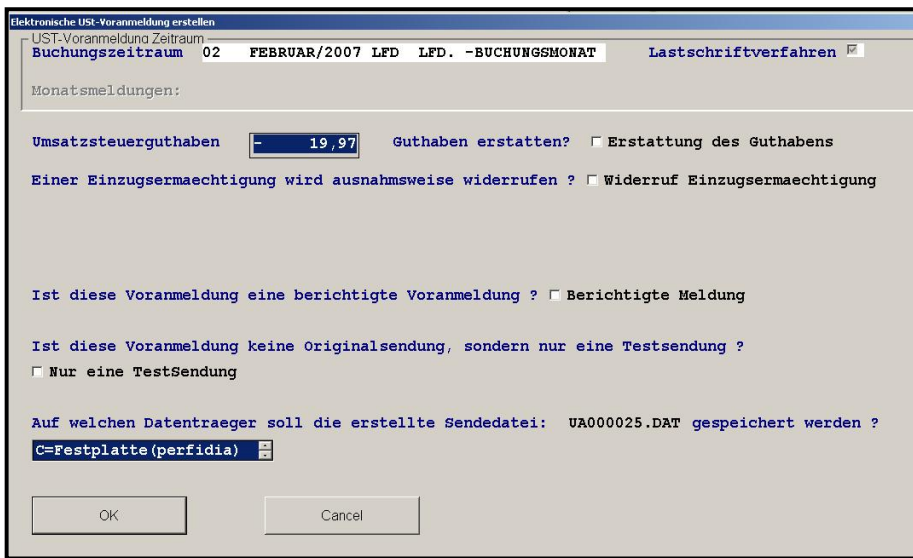 Elektronische USt-Voranmeldung erstellen
UST-Voranmeldung Zeitraum
Buchungszeitraum 02 FEBRUAR/2007 LFD LFD. -BUCHUNGSMONAT Lastschriftverfahren
Monatsmeldungen:
Umsatzsteuerguthaben - 19,97 Guthaben erstatten? Erstattung des Guthabens
Einer Einzugsermaechtigung wird ausnahmsweise widerrufen ? Widerruf Einzugsermaechtigung
Ist diese Voranmeldung eine berichtigte Voranmeldung ? Berichtigte Meldung
Ist diese Voranmeldung keine Originalsendung, sondern nur eine Testsendung ?
Nur eine TestSendung
Auf welchen Datentraeger soll die erstellte Sendedatei: UA000025.DAT gespeichert werden ?
C=Festplatte(perfidia)
OK Cancel